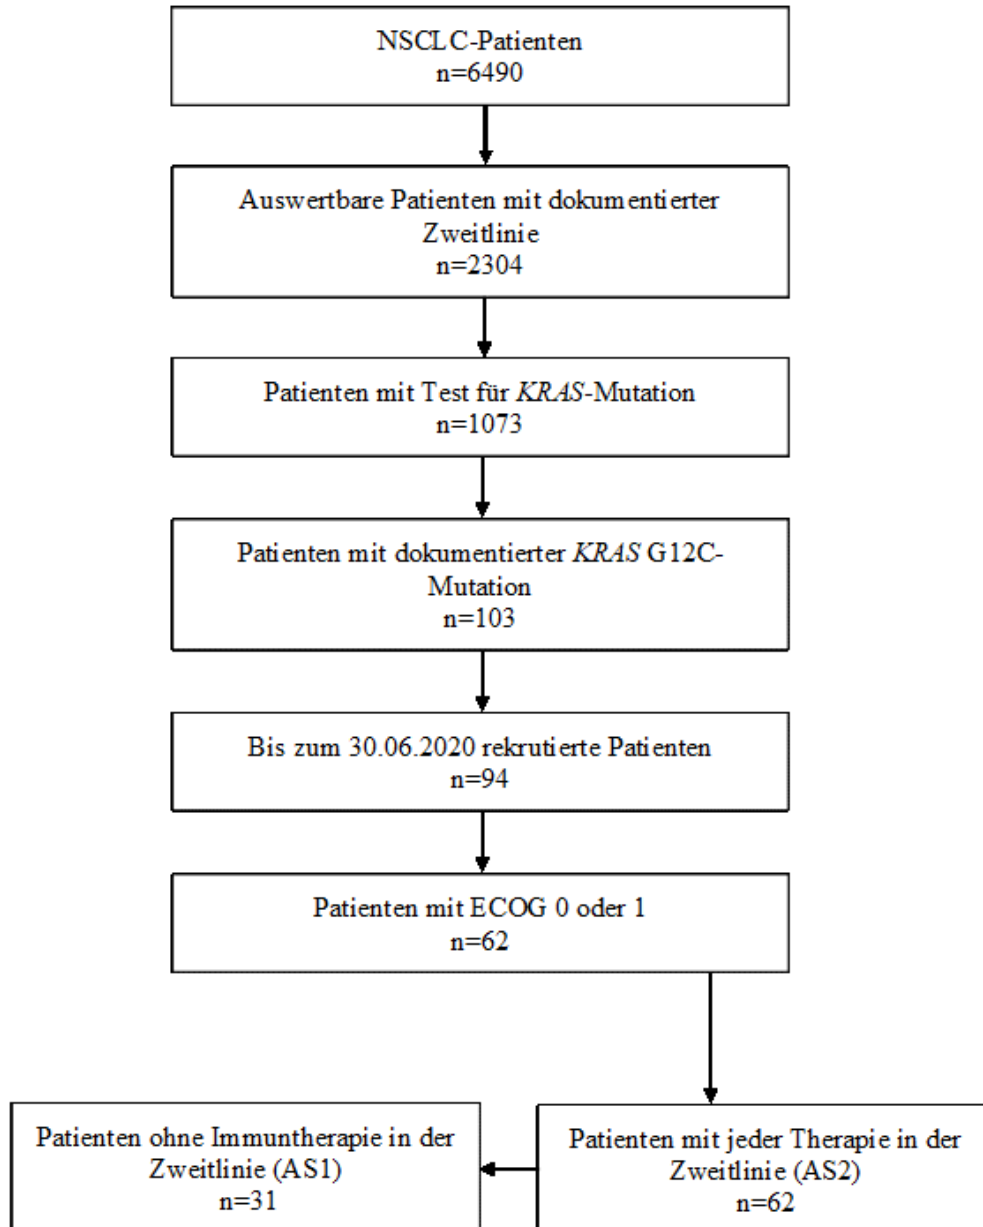 NSCLC-Patienten
n=6490
Auswertbare Patienten mit dokumentierter
Zweitlinie
n=2304
Patienten mit Test für KRAS-Mutation
n=1073
Patienten mit dokumentierter KRAS G12C-
Mutation
n=103
Bis zum 30.06.2020 rekrutierte Patienten
n=94
Patienten mit ECOG 0 oder 1
n=62
Patienten ohne Immuntherapie in der
Zweitlinie (AS1)
n=31
Patienten mit jeder Therapie in der
Zweitlinie (AS2)
n=62